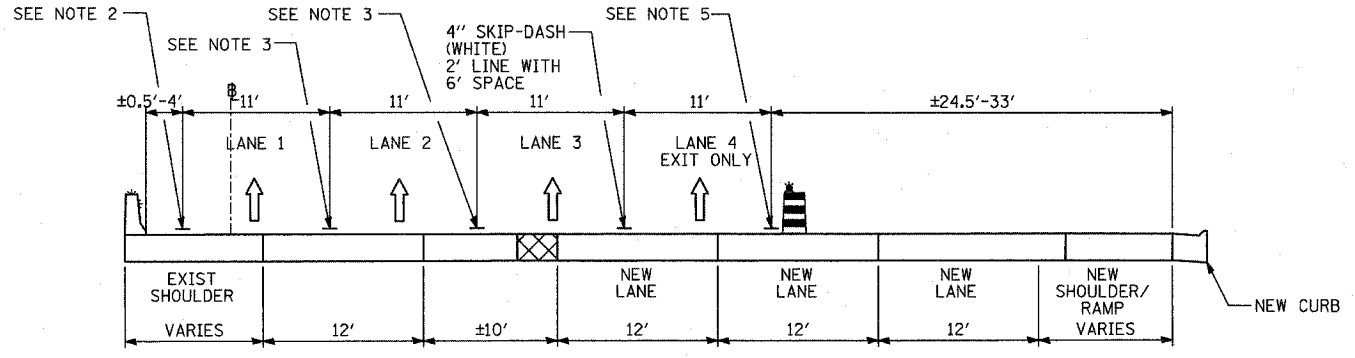 SEE NOTE 2
SEE NOTE 3
SEE NOTE 3
4" SKIP-DASH
(WHITE)
2' LINE WITH
6' SPACE
SEE NOTE 5
±0.5'-4'
11'
11'
11'
11'
±24.5'-33'
LANE 1
LANE 2
LANE 3
LANE 4
EXIT ONLY
EXIST
SHOULDER
NEW
LANE
NEW
LANE
NEW
LANE
NEW
SHOULDER/
RAMP
NEW CURB
VARIES
12'
±10'
12'
12'
12'
VARIES